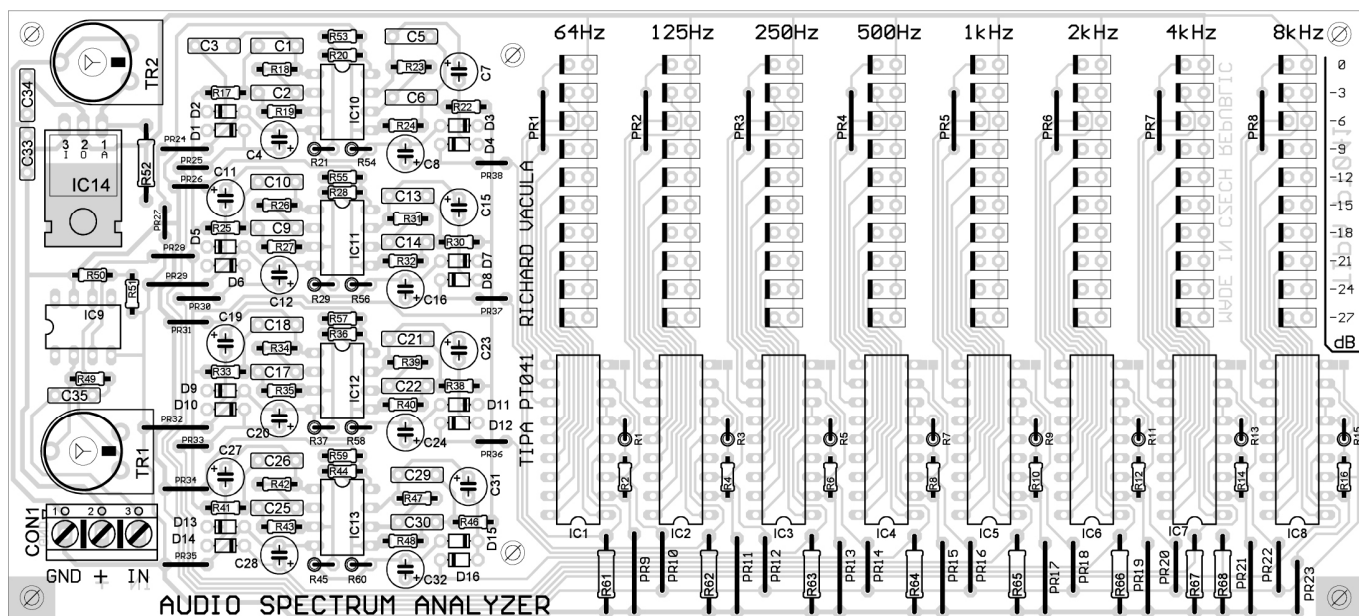 C3 C1 R53 C5 64Hz 125Hz 250Hz 500Hz 1kHz 2kHz 4kHz 8kHz
R20
TR2 R18 R23 C7 0
C34 R17 C2 IC10 C6 -3
D2 R19 R22 D3 PR1 PR2 PR3 PR4 PR5 PR6 PR7 PR8
D1 R24 D4 -6
C33 3 2 1 PR24 C4 R21 R54 C8 -9
I O A R52 PR25 PR38
IC14 PR26 C11 C10 R55 -12
R28 C13
R26 R31 C15 -15
PR27 R25 C9 IC11 C14 R30 -18
D5 R27 D7
PR28 R32 -21
R50 R51 PR29 D6 D8 -24
PR30 C12 R29 R56 C16 PR37
IC9 PR31 C19 C18 R57 -27
R36 C21 C23 dB
R34 R39
R49 R33 C17 IC12 C22 R38
C35 D9 R35 D11
D10 R40 D12
PR32 C20 R37 R58 C24 R1 R3 R5 R7 R9 R11 R13 R15
PR33 PR36
TR1 C27 C26 R59
R44 C29 C31 R2 R4 R6 R8 R10 R12 R14 R16
PR34 R42 R47
R41 C25 IC13 C30 R46
CON1 1 2 3 D13 R43 D15 IC1 IC2 IC3 IC4 IC5 IC6 IC7 IC8
D14 R48
PR35 C28 R45 R60 C32 D16
GND + IN
R61 PR9 PR10 R62 PR11 PR12 R63 PR13 PR14 R64 PR15 PR16 R65 PR17 PR18 R66 PR19 PR20 R67 R68 PR21 PR22 PR23
AUDIO SPECTRUM ANALYZER
TIPA PT041 RICHARD VACULA
MADE IN CZECH REPUBLIC